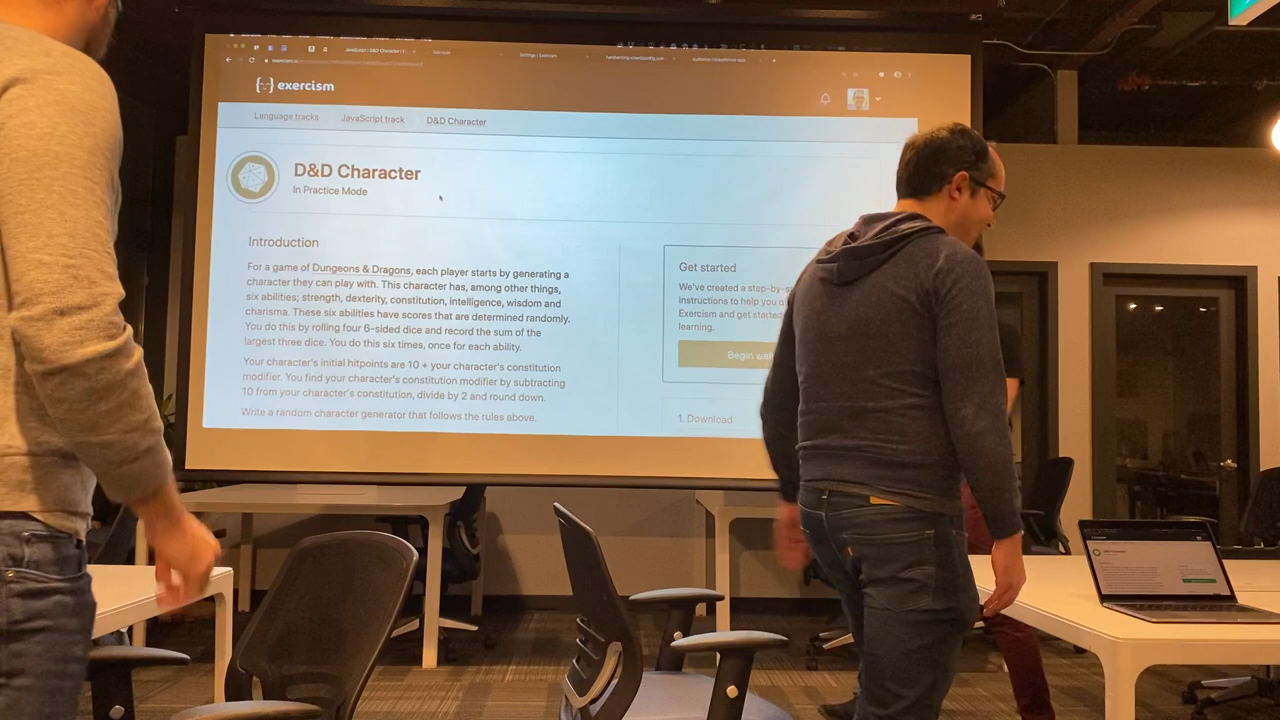 exercism
Language tracks
JavaScript track
D&D Character
D&D Character
In Practice Mode
Introduction
For a game of Dungeons & Dragons, each player starts by generating a
character they can play with. This character has, among other things,
six abilities; strength, dexterity, constitution, intelligence, wisdom and
charisma. These six abilities have scores that are determined randomly.
You do this by rolling four 6-sided dice and record the sum of the
largest three dice. You do this six times, once for each ability.
Your character's initial hitpoints are 10 + your character's constitution
modifier. You find your character's constitution modifier by subtracting
10 from your character's constitution, divide by 2 and round down.
Write a random character generator that follows the rules above.
Get started
We've created a step-by-s
instructions to help you
Exercism and get started
learning.
Begin
1. Download